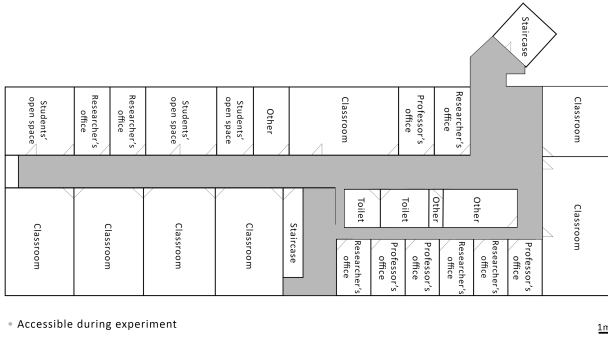 Staircase
Students'
open space
Researcher's
office
Researcher's
office
Students'
open space
Students'
open space
Other
Classroom
Professor's
office
Researcher's
office
Classroom
Classroom
Classroom
Classroom
Classroom
Classroom
Staircase
Toilet
Toilet
Other
Other
Researcher's
office
Professor's
office
Professor's
office
Researcher's
office
Researcher's
office
Professor's
office
Accessible during experiment
1m